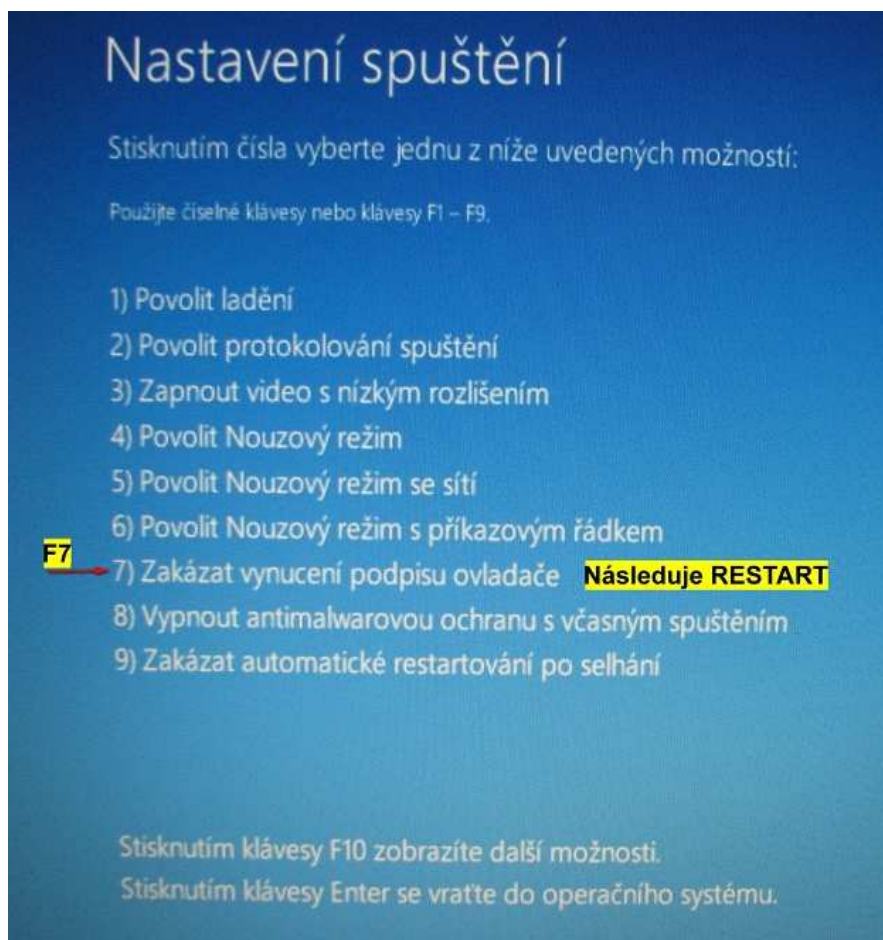 Nastavení spuštění
Stisknutím čísla vyberte jednu z níže uvedených možností:
Použijte číselné klávesy nebo klávesy F1 – F9.
1) Povolit ladění
2) Povolit protokolování spuštění
3) Zapnout video s nízkým rozlišením
4) Povolit Nouzový režim
5) Povolit Nouzový režim se sítí
6) Povolit Nouzový režim s příkazovým řádkem
F7 7) Zakázat vynucení podpisu ovladače Následuje RESTART
8) Vypnout antimalwarovou ochranu s včasným spuštěním
9) Zakázat automatické restartování po selhání
Stisknutím klávesy F10 zobrazíte další možnosti.
Stisknutím klávesy Enter se vraťte do operačního systému.